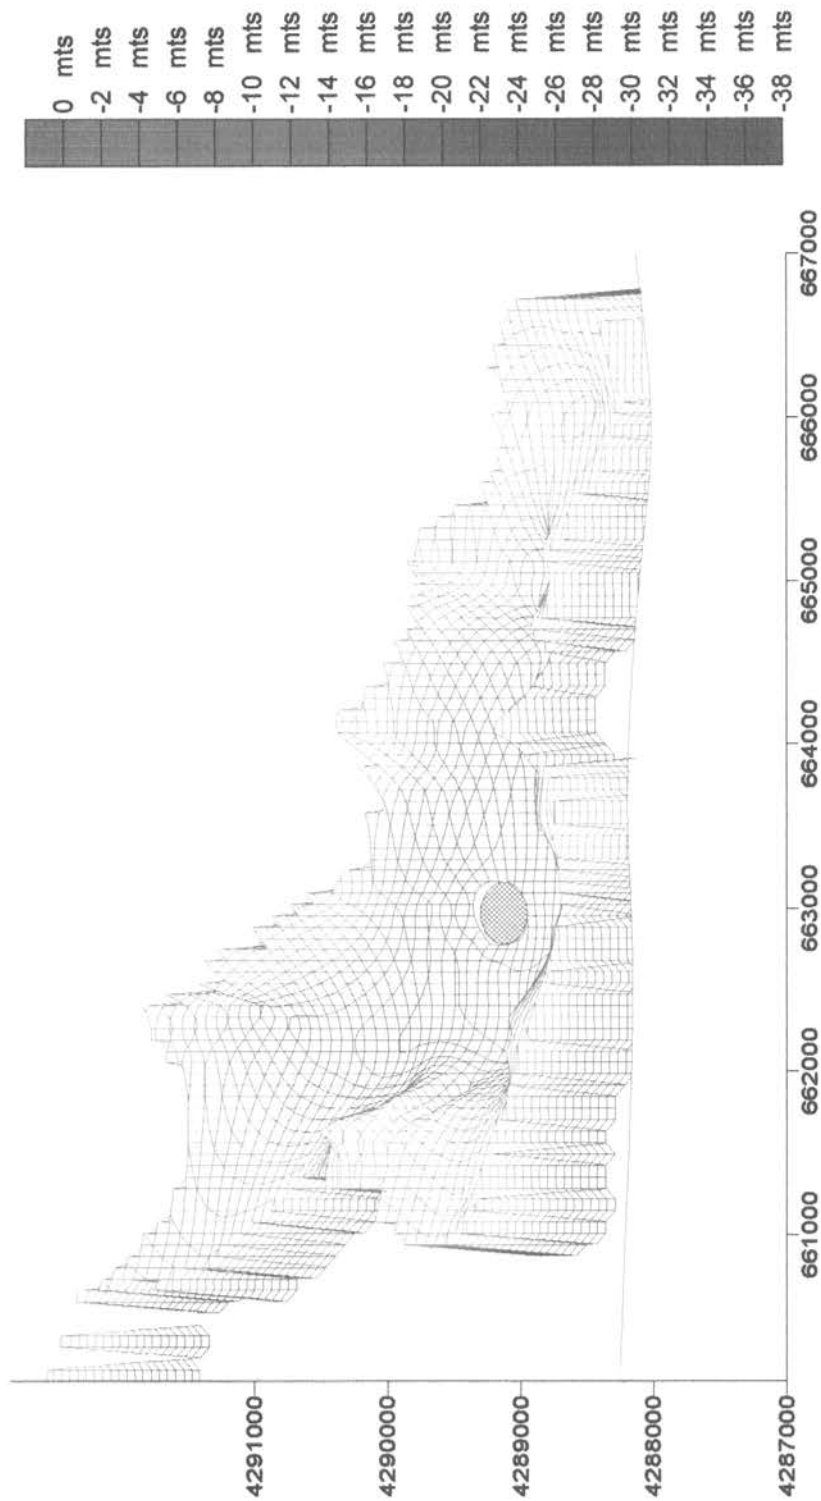 0 mts
-2 mts
-4 mts
-6 mts
-8 mts
-10 mts
-12 mts
-14 mts
-16 mts
-18 mts
-20 mts
-22 mts
-24 mts
-26 mts
-28 mts
-30 mts
-32 mts
-34 mts
-36 mts
-38 mts
4291000
4290000
4289000
4288000
4287000
661000
662000
663000
664000
665000
666000
667000